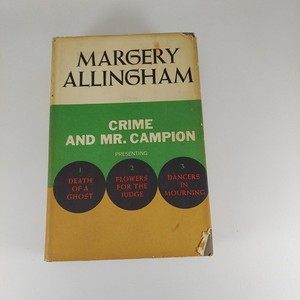 MARGERY
ALLINGHAM
CRIME
AND MR. CAMPION
PRESENTING:
1
DEATH
OF A
GHOST
2
FLOWERS
FOR THE
JUDGE
3
DANCERS
IN
MOURNING